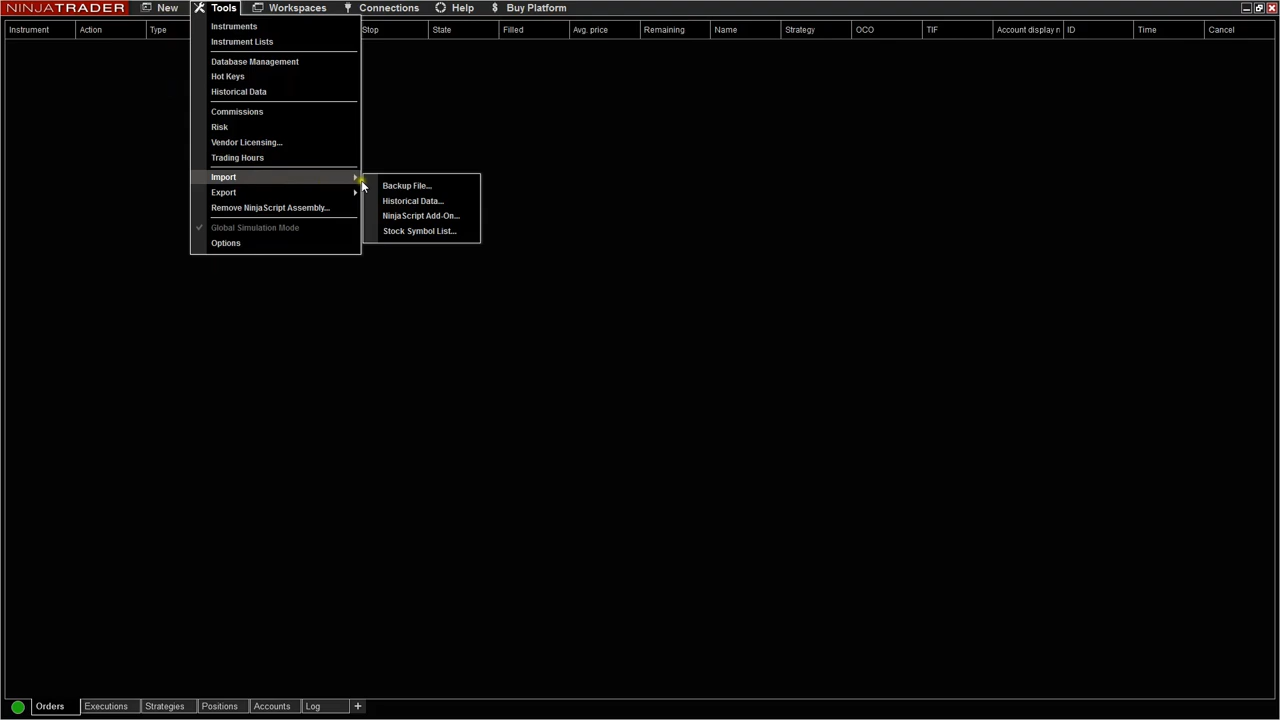 NINJATRADER New Tools Workspaces Connections Help $ Buy Platform
Instrument Action Type Stop State Filled Avg. price Remaining Name Strategy OCO TIF Account display n ID Time Cancel
Instruments
Instrument Lists
Database Management
Hot Keys
Historical Data
Commissions
Risk
Vendor Licensing...
Trading Hours
Import
Export
Remove NinjaScript Assembly...
Global Simulation Mode
Options
Backup File...
Historical Data...
NinjaScript Add-On...
Stock Symbol List...
Orders Executions Strategies Positions Accounts Log +